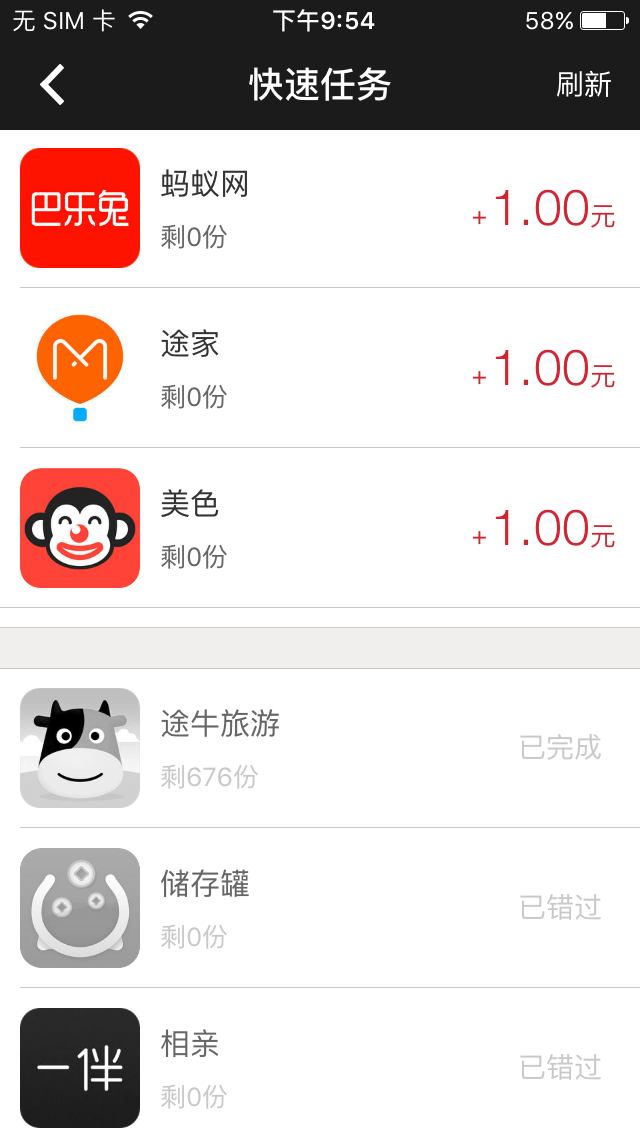 无 SIM 卡 下午9:54 58%
快速任务 刷新
巴乐兔
蚂蚁网
剩0份
+1.00元
途家
剩0份
+1.00元
美色
剩0份
+1.00元
途牛旅游
剩676份
已完成
储存罐
剩0份
已错过
一伴
相亲
剩0份
已错过